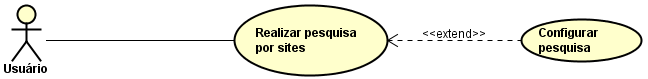 Usuário
Realizar pesquisa
por sites
<<extend>>
Configurar
pesquisa